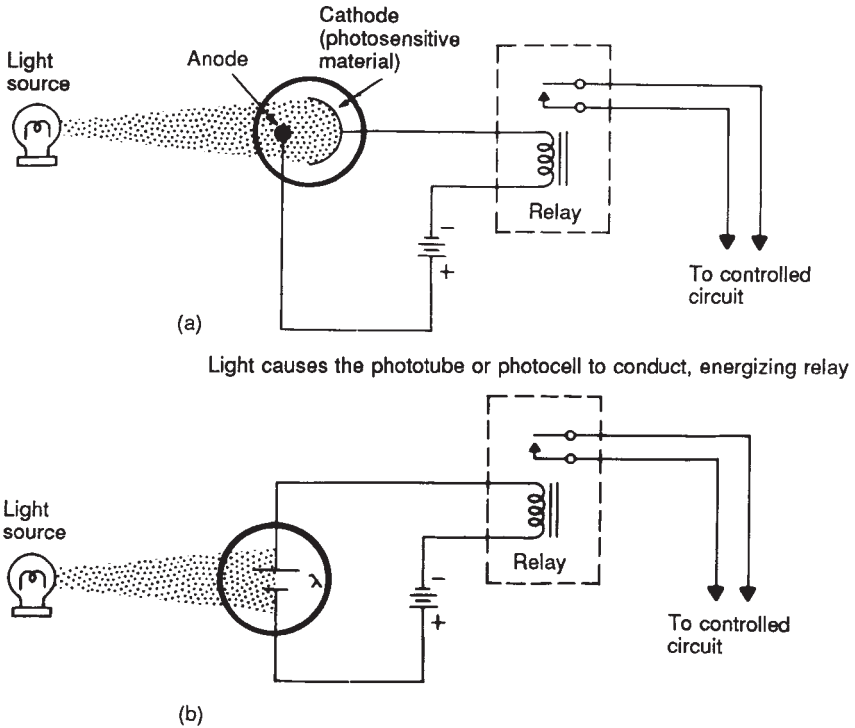 Cathode
(photosensitive
material)
Light
source
Anode
Relay
−
+
To controlled
circuit
(a)
Light causes the phototube or photocell to conduct, energizing relay
Light
source
λ
Relay
−
+
To controlled
circuit
(b)